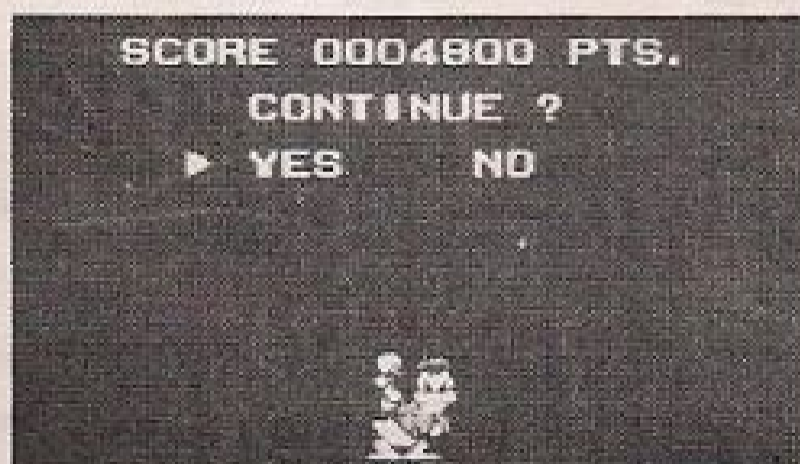 SCORE 0004800 PTS.
CONTINUE ?
▶ YES NO